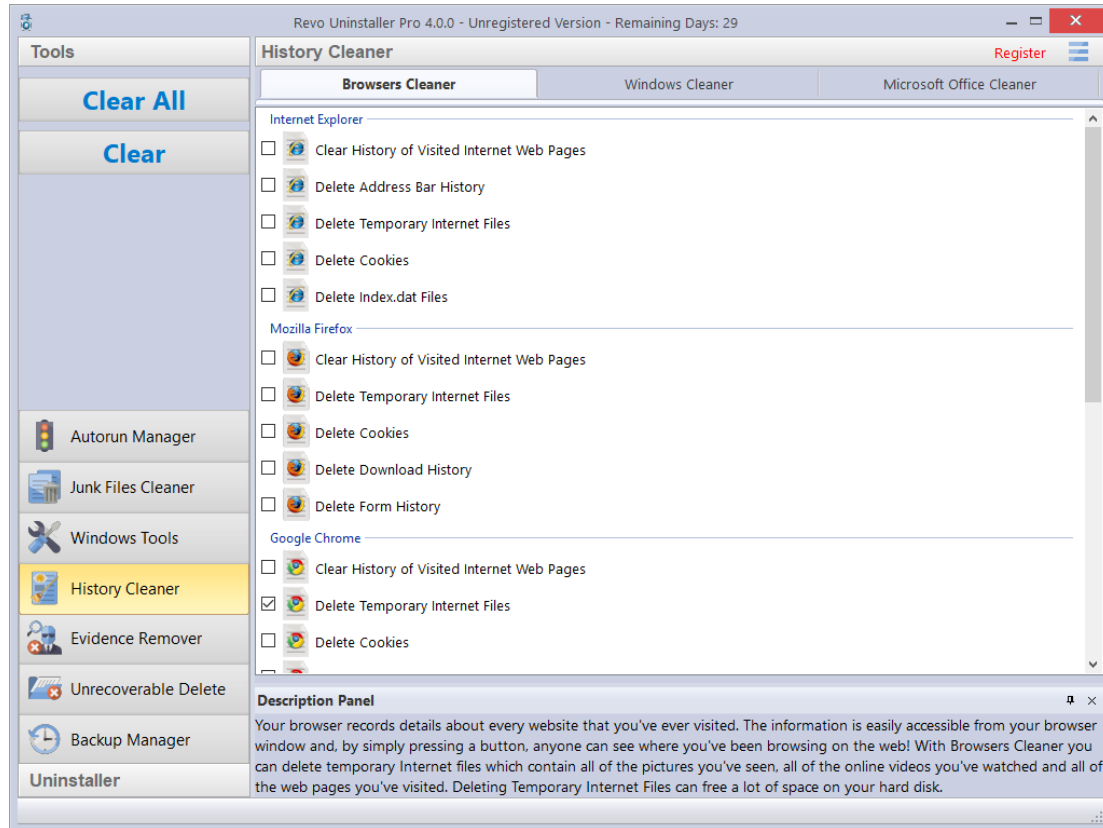 Revo Uninstaller Pro 4.0.0 - Unregistered Version - Remaining Days: 29
Tools
History Cleaner
Register
Clear All
Clear
Browsers Cleaner
Windows Cleaner
Microsoft Office Cleaner
Internet Explorer
Clear History of Visited Internet Web Pages
Delete Address Bar History
Delete Temporary Internet Files
Delete Cookies
Delete Index.dat Files
Mozilla Firefox
Clear History of Visited Internet Web Pages
Delete Temporary Internet Files
Delete Cookies
Delete Download History
Delete Form History
Google Chrome
Clear History of Visited Internet Web Pages
Delete Temporary Internet Files
Delete Cookies
Autorun Manager
Junk Files Cleaner
Windows Tools
History Cleaner
Evidence Remover
Unrecoverable Delete
Backup Manager
Uninstaller
Description Panel
Your browser records details about every website that you've ever visited. The information is easily accessible from your browser
window and, by simply pressing a button, anyone can see where you've been browsing on the web! With Browsers Cleaner you
can delete temporary Internet files which contain all of the pictures you've seen, all of the online videos you've watched and all of
the web pages you've visited. Deleting Temporary Internet Files can free a lot of space on your hard disk.